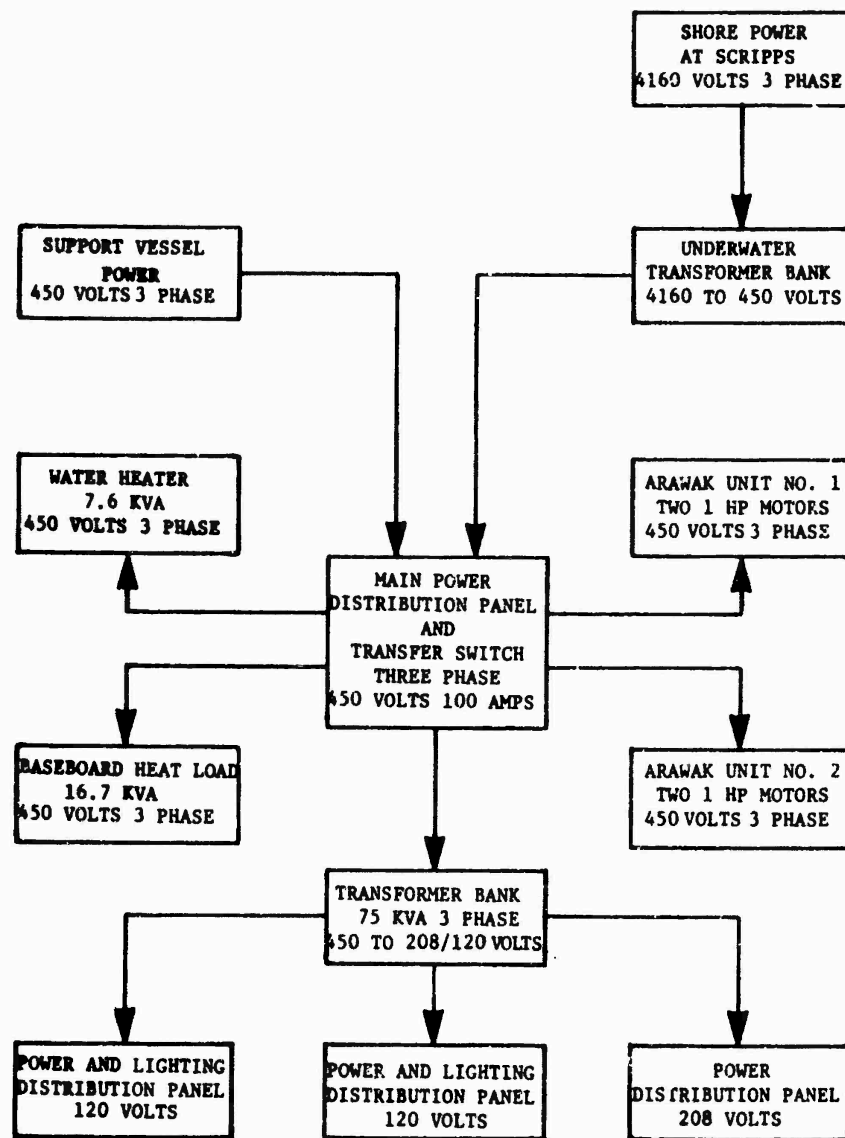 SHORE POWER
AT SCRIPPS
4160 VOLTS 3 PHASE
SUPPORT VESSEL
POWER
450 VOLTS 3 PHASE
UNDERWATER
TRANSFORMER BANK
4160 TO 450 VOLTS
WATER HEATER
7.6 KVA
450 VOLTS 3 PHASE
ARAWAK UNIT NO. 1
TWO 1 HP MOTORS
450 VOLTS 3 PHASE
MAIN POWER
DISTRIBUTION PANEL
AND
TRANSFER SWITCH
THREE PHASE
450 VOLTS 100 AMPS
BASEBOARD HEAT LOAD
16.7 KVA
450 VOLTS 3 PHASE
ARAWAK UNIT NO. 2
TWO 1 HP MOTORS
450 VOLTS 3 PHASE
TRANSFORMER BANK
75 KVA 3 PHASE
450 TO 208/120 VOLTS
POWER AND LIGHTING
DISTRIBUTION PANEL
120 VOLTS
POWER AND LIGHTING
DISTRIBUTION PANEL
120 VOLTS
POWER
DISTRIBUTION PANEL
208 VOLTS